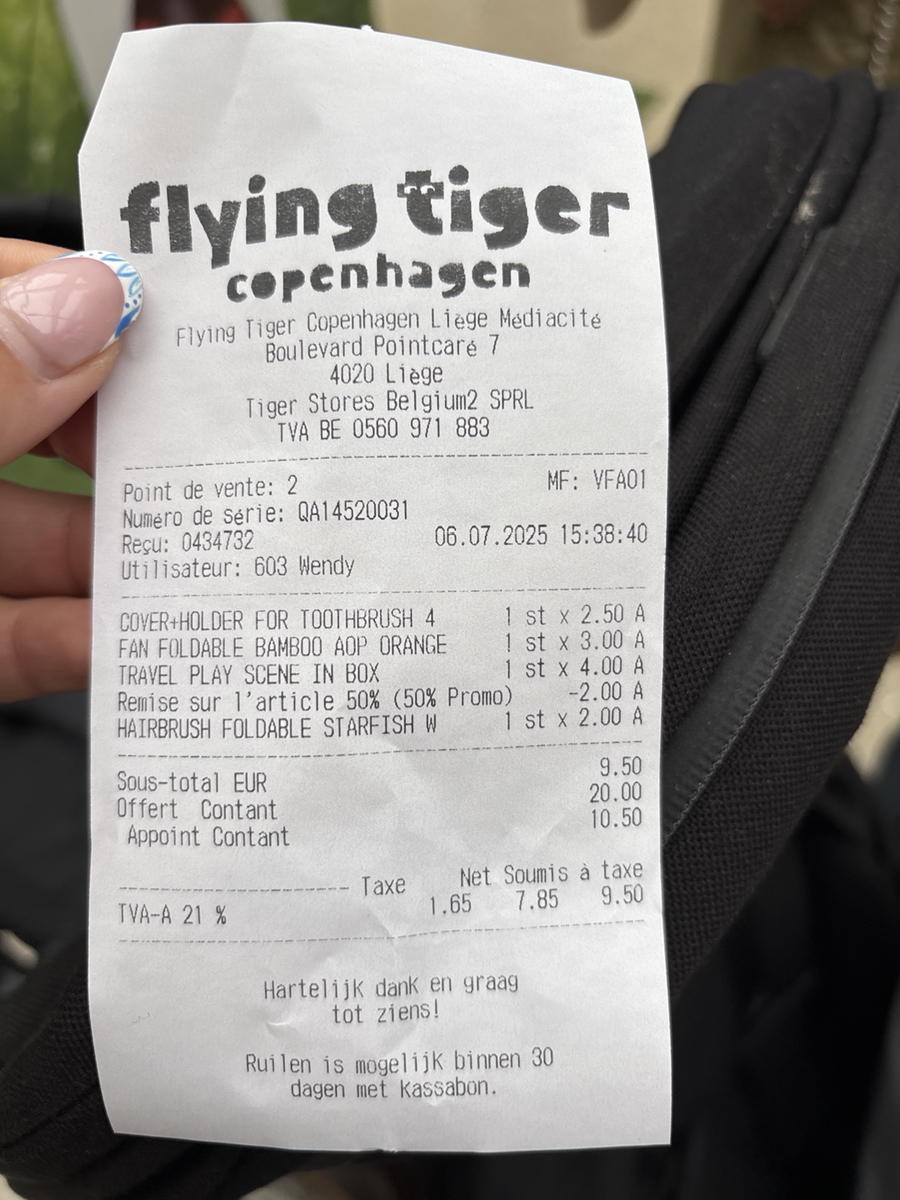 flying tiger
copenhagen
Flying Tiger Copenhagen Liège Médiacité
Boulevard Pointcaré 7
4020 Liège
Tiger Stores Belgium2 SPRL
TVA BE 0560 971 883
Point de vente: 2 MF: VFA01
Numéro de série: QA14520031
Reçu: 0434732 06.07.2025 15:38:40
Utilisateur: 603 Wendy
COVER+HOLDER FOR TOOTHBRUSH 4 1 st x 2.50 A
FAN FOLDABLE BAMBOO AOP ORANGE 1 st x 3.00 A
TRAVEL PLAY SCENE IN BOX 1 st x 4.00 A
Remise sur l'article 50% (50% Promo) -2.00 A
HAIRBRUSH FOLDABLE STARFISH W 1 st x 2.00 A
Sous-total EUR 9.50
Offert Contant 20.00
Appoint Contant 10.50
Taxe Net Soumis à taxe
TVA-A 21 % 1.65 7.85 9.50
Hartelijk dank en graag
tot ziens!
Ruilen is mogelijk binnen 30
dagen met kassabon.